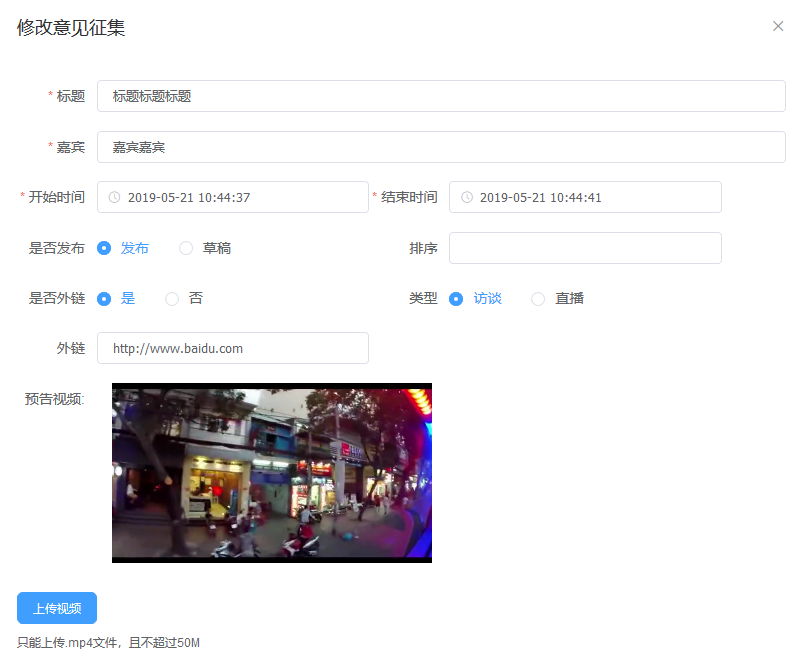 修改意见征集
* 标题 标题标题标题
* 嘉宾 嘉宾嘉宾
* 开始时间 2019-05-21 10:44:37 * 结束时间 2019-05-21 10:44:41
是否发布 发布 草稿 排序
是否外链 是 否 类型 访谈 直播
外链 http://www.baidu.com
预告视频:
上传视频
只能上传.mp4文件，且不超过50M